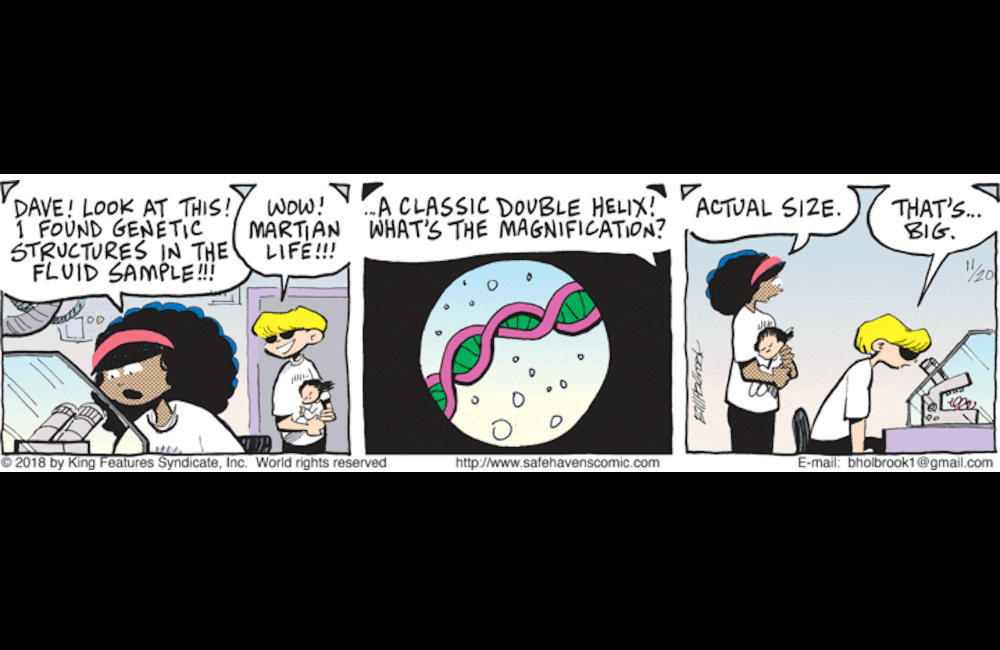 DAVE! LOOK AT THIS!
I FOUND GENETIC
STRUCTURES IN THE
FLUID SAMPLE!!!
WOW!
MARTIAN
LIFE!!!
...A CLASSIC DOUBLE HELIX!
WHAT'S THE MAGNIFICATION?
ACTUAL SIZE.
THAT'S...
BIG.
11/20
BILL HOLBROOK
© 2018 by King Features Syndicate, Inc. World rights reserved
http://www.safehavenscomic.com
E-mail: bholbrook1@gmail.com